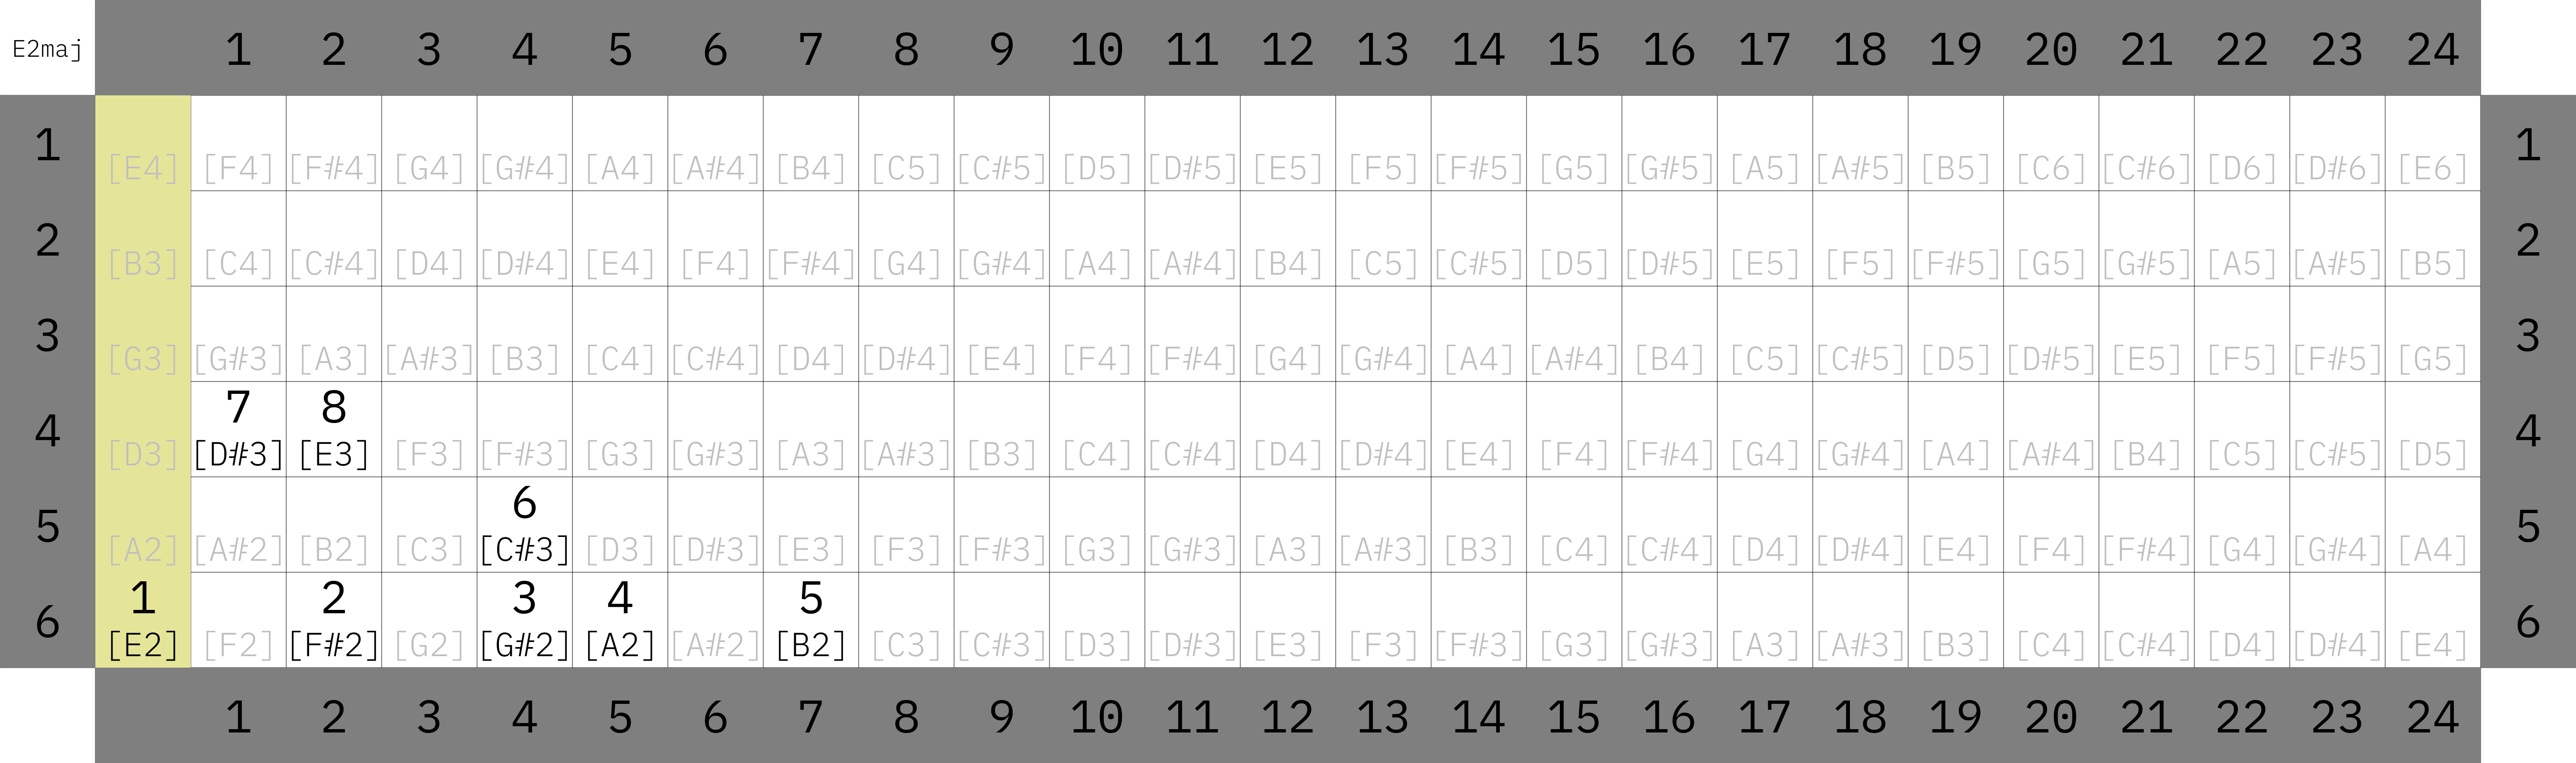 E2maj 1 2 3 4 5 6 7 8 9 10 11 12 13 14 15 16 17 18 19 20 21 22 23 24
1 [E4] [F4] [F#4] [G4] [G#4] [A4] [A#4] [B4] [C5] [C#5] [D5] [D#5] [E5] [F5] [F#5] [G5] [G#5] [A5] [A#5] [B5] [C6] [C#6] [D6] [D#6] [E6] 1
2 [B3] [C4] [C#4] [D4] [D#4] [E4] [F4] [F#4] [G4] [G#4] [A4] [A#4] [B4] [C5] [C#5] [D5] [D#5] [E5] [F5] [F#5] [G5] [G#5] [A5] [A#5] [B5] 2
3 [G3] [G#3] [A3] [A#3] [B3] [C4] [C#4] [D4] [D#4] [E4] [F4] [F#4] [G4] [G#4] [A4] [A#4] [B4] [C5] [C#5] [D5] [D#5] [E5] [F5] [F#5] [G5] 3
7 8
4 [D3] [D#3] [E3] [F3] [F#3] [G3] [G#3] [A3] [A#3] [B3] [C4] [C#4] [D4] [D#4] [E4] [F4] [F#4] [G4] [G#4] [A4] [A#4] [B4] [C5] [C#5] [D5] 4
6
5 [A2] [A#2] [B2] [C3] [C#3] [D3] [D#3] [E3] [F3] [F#3] [G3] [G#3] [A3] [A#3] [B3] [C4] [C#4] [D4] [D#4] [E4] [F4] [F#4] [G4] [G#4] [A4] 5
1 2 3 4 5
6 [E2] [F2] [F#2] [G2] [G#2] [A2] [A#2] [B2] [C3] [C#3] [D3] [D#3] [E3] [F3] [F#3] [G3] [G#3] [A3] [A#3] [B3] [C4] [C#4] [D4] [D#4] [E4] 6
1 2 3 4 5 6 7 8 9 10 11 12 13 14 15 16 17 18 19 20 21 22 23 24